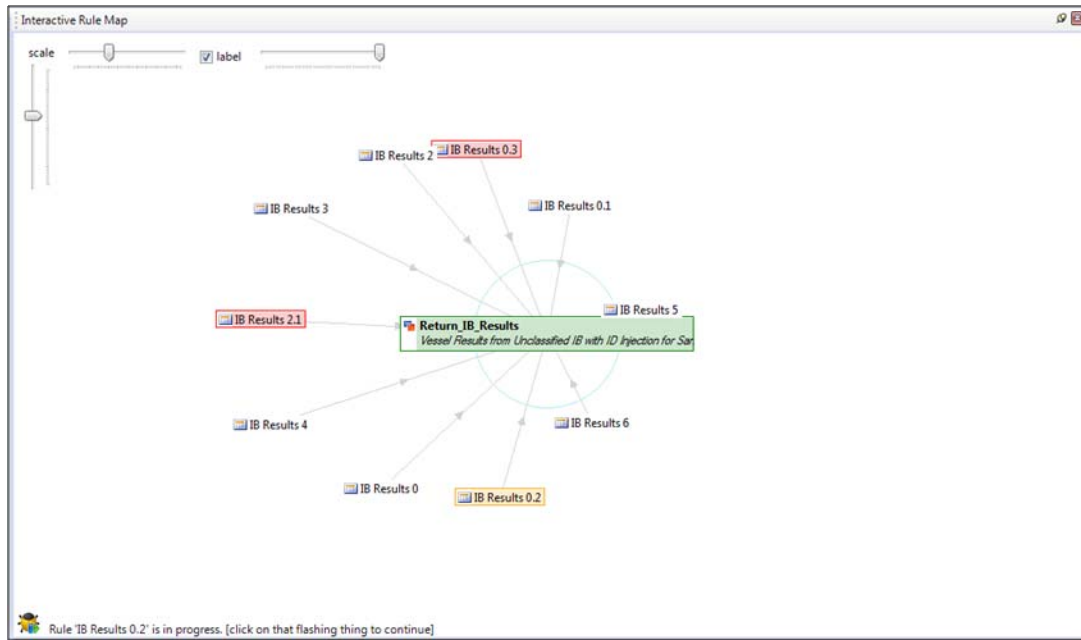 Interactive Rule Map
scale
label
IB Results 2
IB Results 0.3
IB Results 3
IB Results 0.1
IB Results 5
IB Results 2.1
Return_IB_Results
Vessel Results from Unclassified IB with ID Injection for Sar
IB Results 4
IB Results 6
IB Results 0
IB Results 0.2
Rule 'IB Results 0.2' is in progress. [click on that flashing thing to continue]